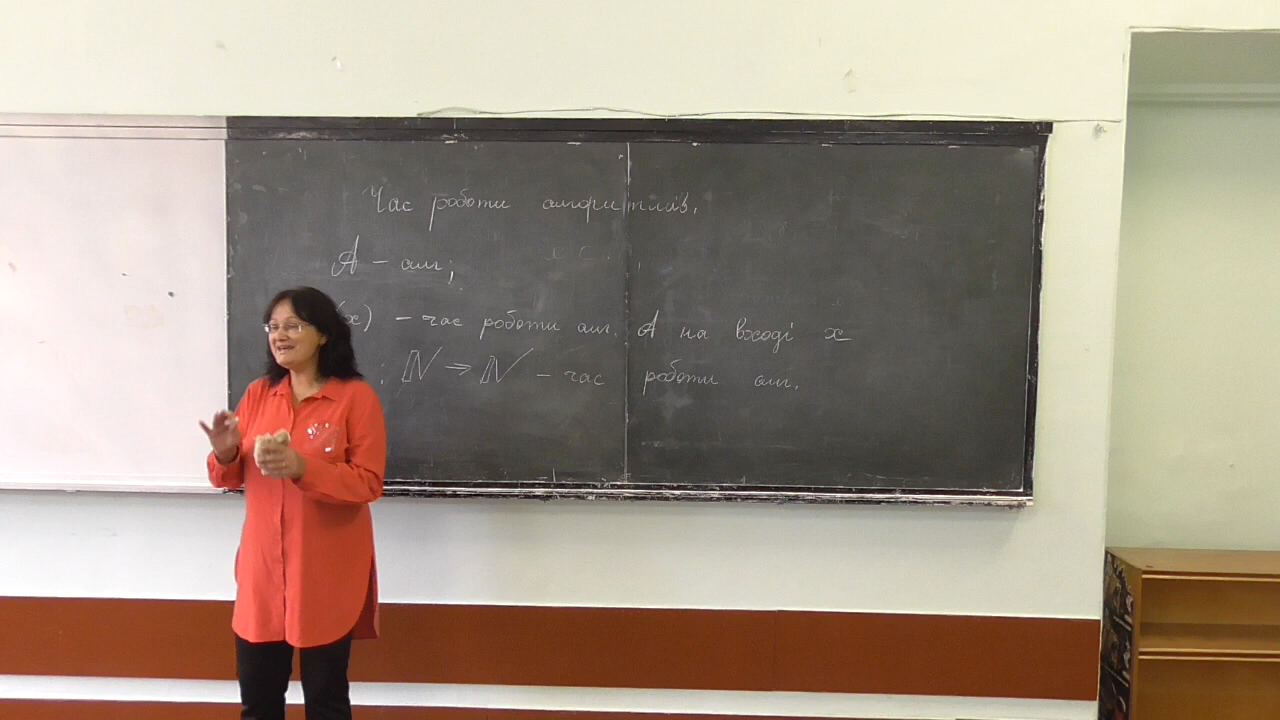 Час роботи алгоритмів.
A – алг;
(x) – час роботи алг. A на вході x
: ℕ → ℕ – час роботи алг.